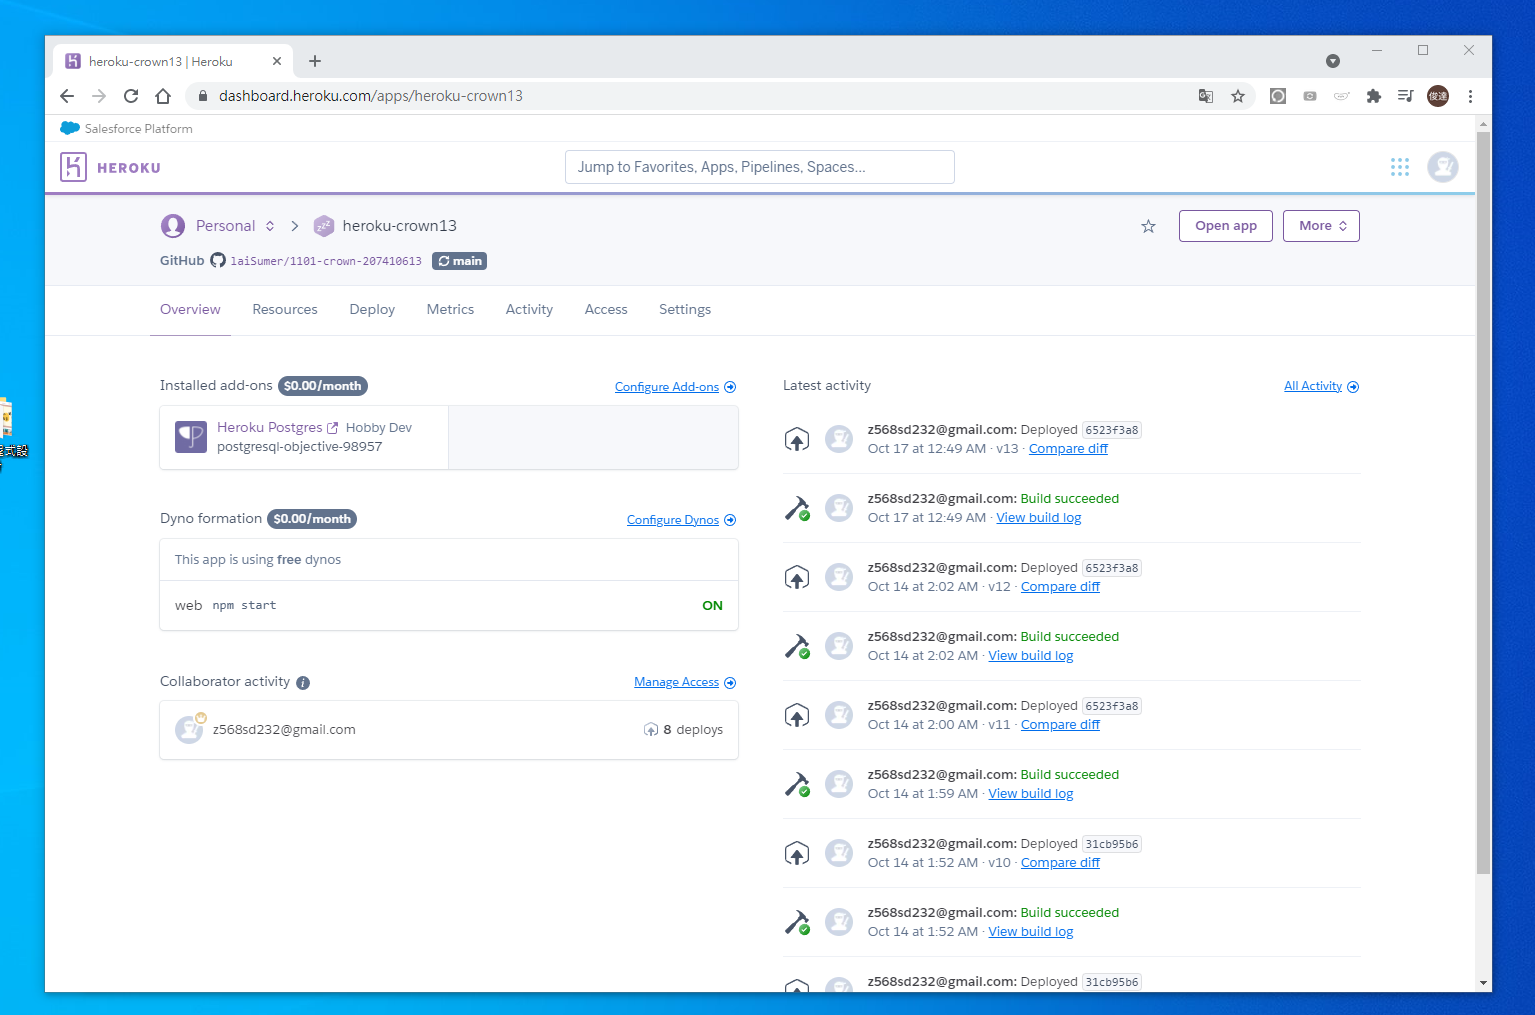 heroku-crown13 | Heroku
dashboard.heroku.com/apps/heroku-crown13
俊達
Salesforce Platform
HEROKU
Jump to Favorites, Apps, Pipelines, Spaces...
Personal
zzz
heroku-crown13
Open app
More
GitHub laiSumer/1101-crown-207410613 main
Overview Resources Deploy Metrics Activity Access Settings
Installed add-ons $0.00/month
Configure Add-ons
Heroku Postgres Hobby Dev
postgresql-objective-98957
Dyno formation $0.00/month
Configure Dynos
This app is using free dynos
web npm start ON
Collaborator activity
Manage Access
z568sd232@gmail.com 8 deploys
Latest activity
All Activity
z568sd232@gmail.com: Deployed 6523f3a8
Oct 17 at 12:49 AM · v13 · Compare diff
z568sd232@gmail.com: Build succeeded
Oct 17 at 12:49 AM · View build log
z568sd232@gmail.com: Deployed 6523f3a8
Oct 14 at 2:02 AM · v12 · Compare diff
z568sd232@gmail.com: Build succeeded
Oct 14 at 2:02 AM · View build log
z568sd232@gmail.com: Deployed 6523f3a8
Oct 14 at 2:00 AM · v11 · Compare diff
z568sd232@gmail.com: Build succeeded
Oct 14 at 1:59 AM · View build log
z568sd232@gmail.com: Deployed 31cb95b6
Oct 14 at 1:52 AM · v10 · Compare diff
z568sd232@gmail.com: Build succeeded
Oct 14 at 1:52 AM · View build log
z568sd232@gmail.com: Deployed 31cb95b6
式設